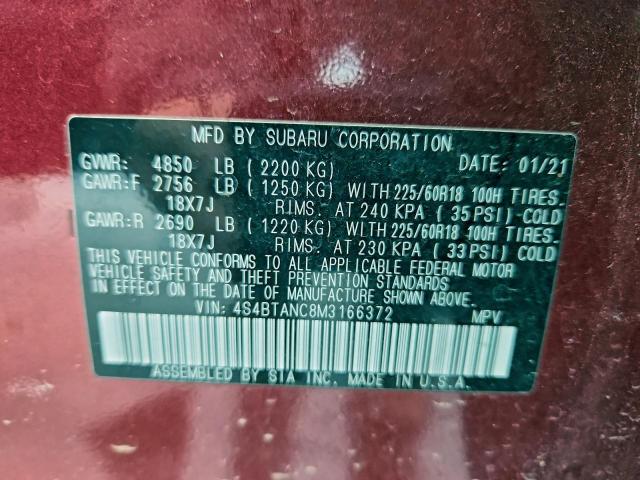 MFD BY SUBARU CORPORATION
GVWR: 4850 LB (2200 KG) DATE: 01/21
GAWR:F 2756 LB (1250 KG) WITH 225/60R18 100H TIRES.
18X7J RIMS. AT 240 KPA (35 PSI) COLD
GAWR:R 2690 LB (1220 KG) WITH 225/60R18 100H TIRES.
18X7J RIMS. AT 230 KPA (33 PSI) COLD
THIS VEHICLE CONFORMS TO ALL APPLICABLE FEDERAL MOTOR
VEHICLE SAFETY AND THEFT PREVENTION STANDARDS
IN EFFECT ON THE DATE OF MANUFACTURE SHOWN ABOVE.
VIN: 4S4BTANC8M3166372 MPV
ASSEMBLED BY SIA INC. MADE IN U.S.A.